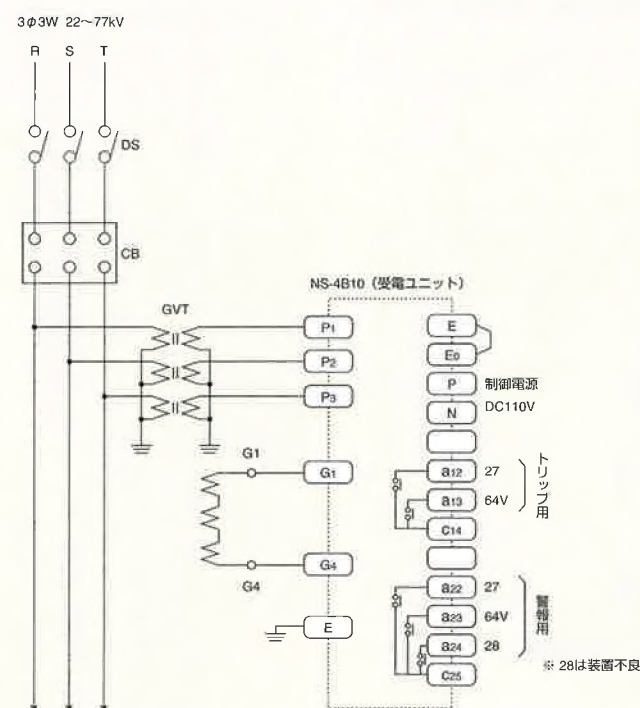 3φ3W 22〜77kV
R S T
DS
CB
NS-4B10（受電ユニット）
GVT
P1
P2
P3
G1
G1
G4
G4
E
E
E0
P 制御電源
N DC110V
a12 27
a13 64V
C14
トリップ用
a22 27
a23 64V
a24 28
C25
警報用
※ 28は装置不良